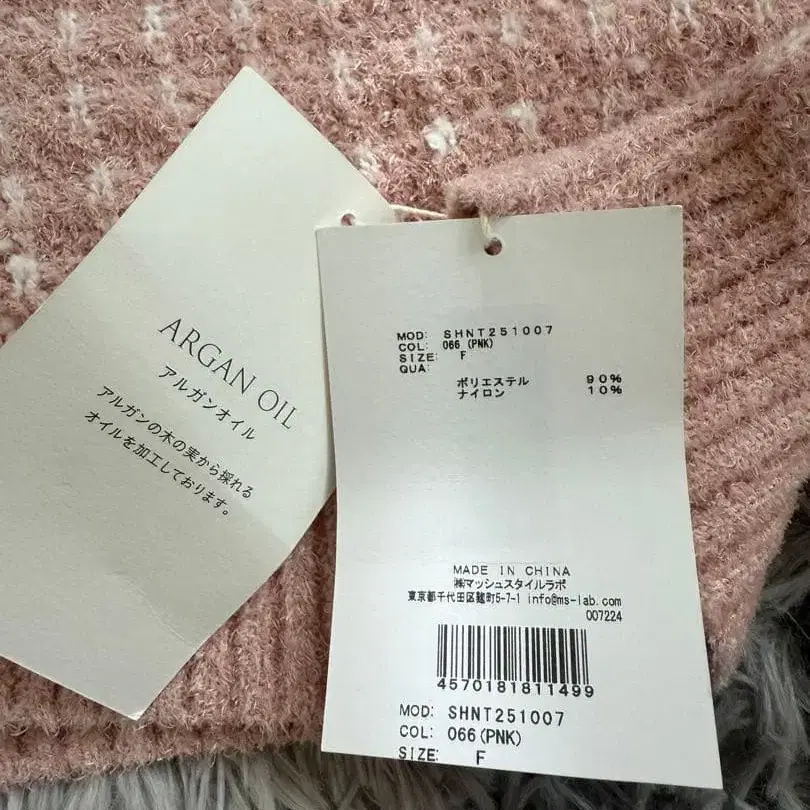 ARGAN OIL
アルガンオイル
アルガンの木の実から採れる
オイルを加工しております。
MOD: SHNT251007
COL: 066 (PNK)
SIZE: F
QUA:
ポリエステル 90%
ナイロン 10%
MADE IN CHINA
㈱マッシュスタイルラボ
東京都千代田区麹町5-7-1 info@ms-lab.com
007224
4570181811499
MOD: SHNT251007
COL: 066(PNK)
SIZE: F